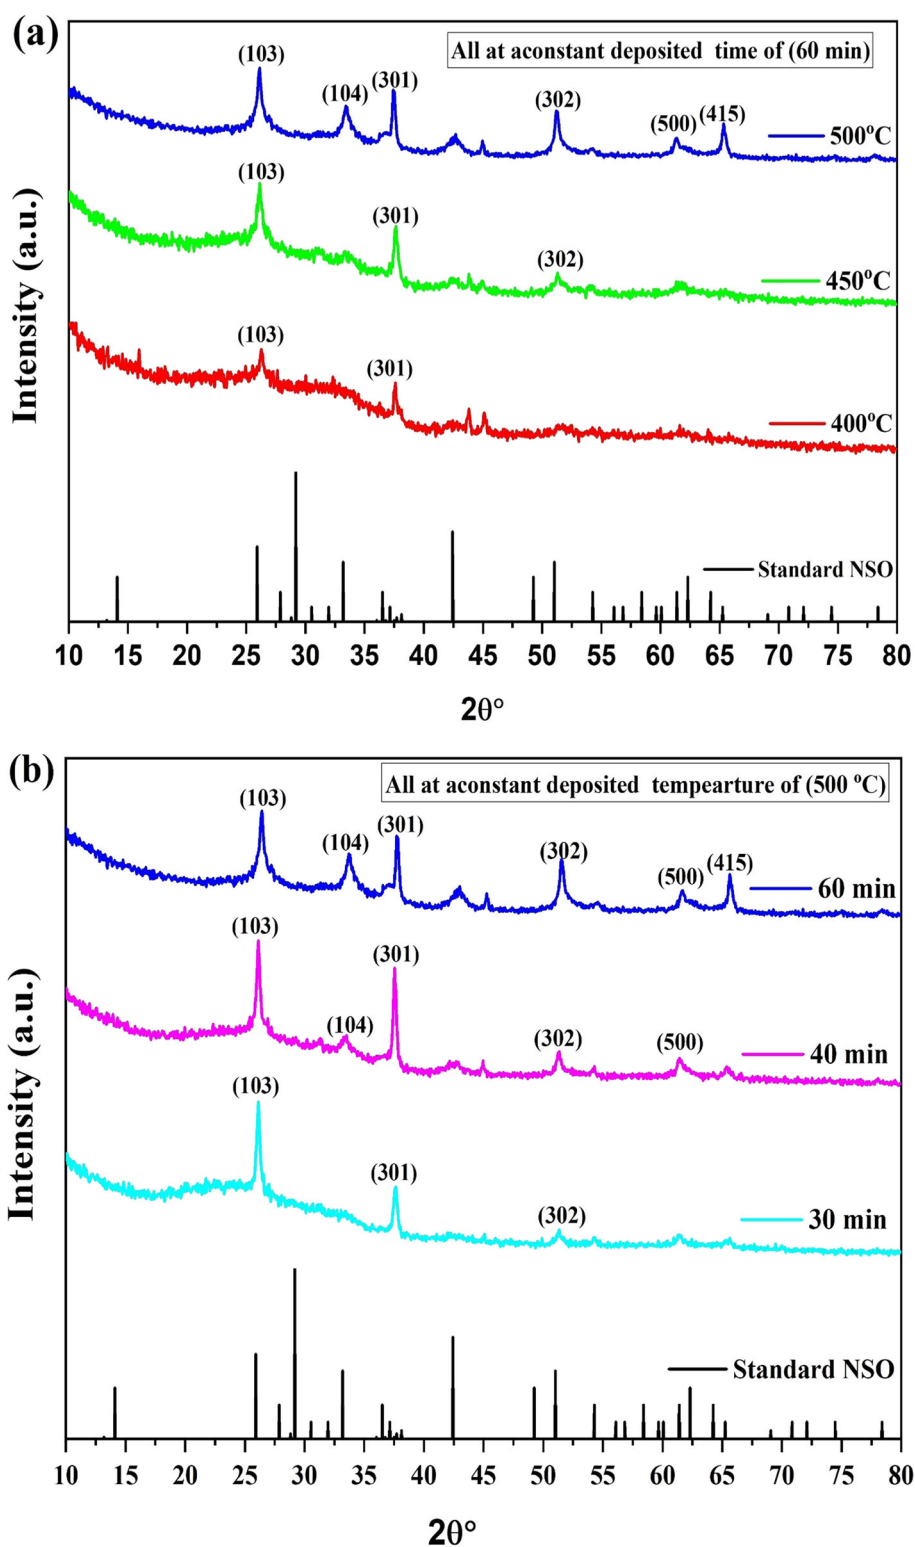 (a)
All at aconstant deposited time of (60 min)
(103)
(104)
(301)
(302)
(500)
(415)
500°C
(103)
(301)
(302)
450°C
(103)
(301)
400°C
Standard NSO
Intensity (a.u.)
10 15 20 25 30 35 40 45 50 55 60 65 70 75 80
2θ°
(b)
All at aconstant deposited tempearture of (500 °C)
(103)
(104)
(301)
(302)
(500)
(415)
60 min
(103)
(104)
(301)
(302)
(500)
40 min
(103)
(301)
(302)
30 min
Standard NSO
Intensity (a.u.)
10 15 20 25 30 35 40 45 50 55 60 65 70 75 80
2θ°